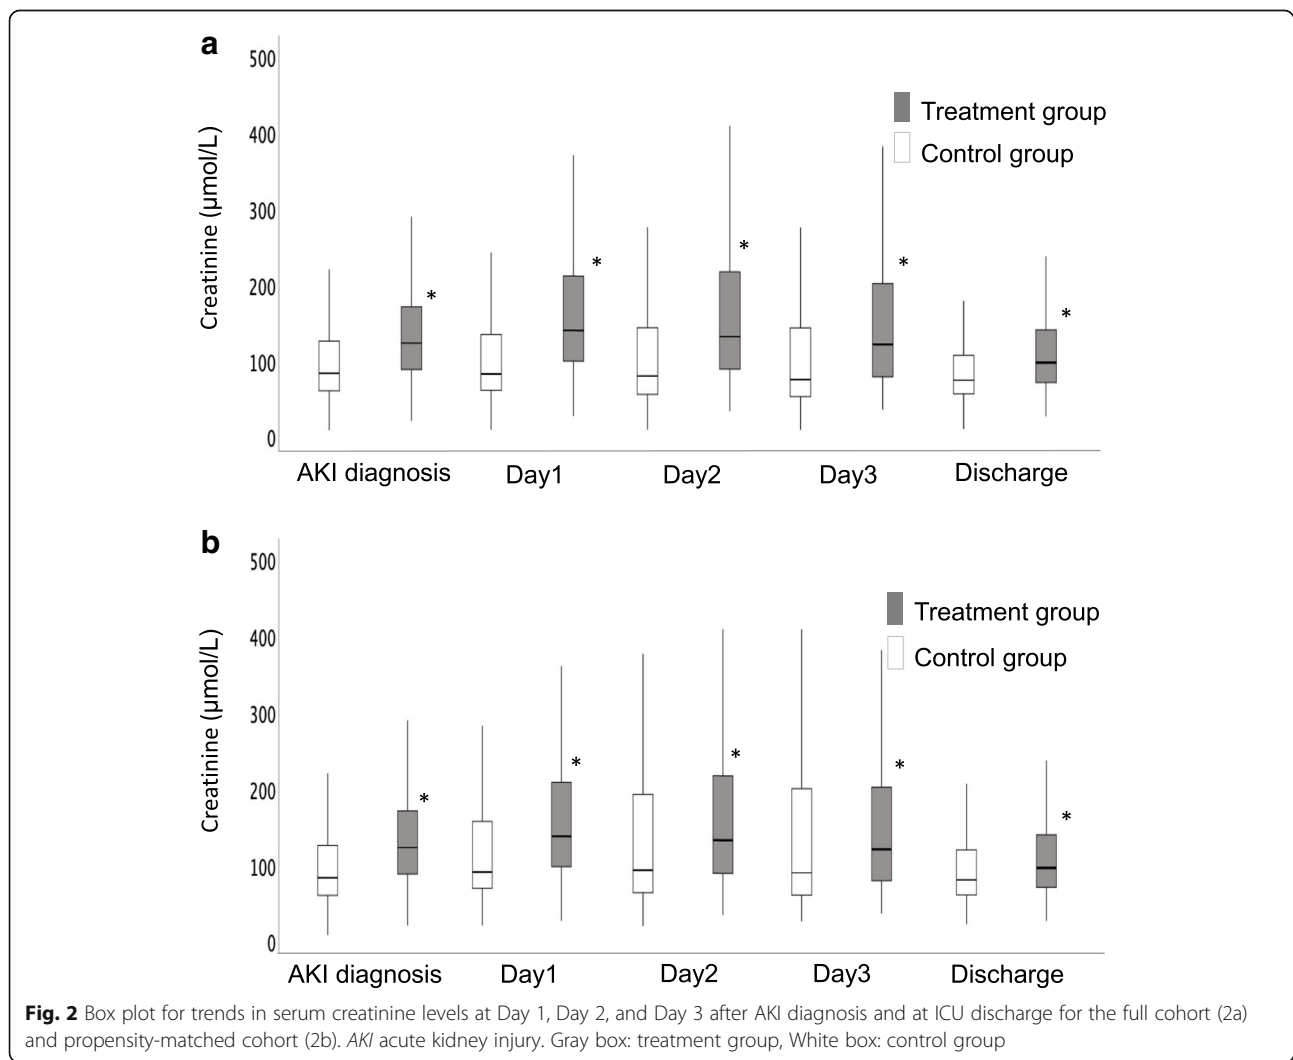 a
500
Treatment group
400
Control group
300
200
100
0
Creatinine (µmol/L)
* * * * *
AKI diagnosis Day1 Day2 Day3 Discharge
b
500
Treatment group
400
Control group
300
200
100
0
Creatinine (µmol/L)
* * * * *
AKI diagnosis Day1 Day2 Day3 Discharge
Fig. 2 Box plot for trends in serum creatinine levels at Day 1, Day 2, and Day 3 after AKI diagnosis and at ICU discharge for the full cohort (2a)
and propensity-matched cohort (2b). AKI acute kidney injury. Gray box: treatment group, White box: control group